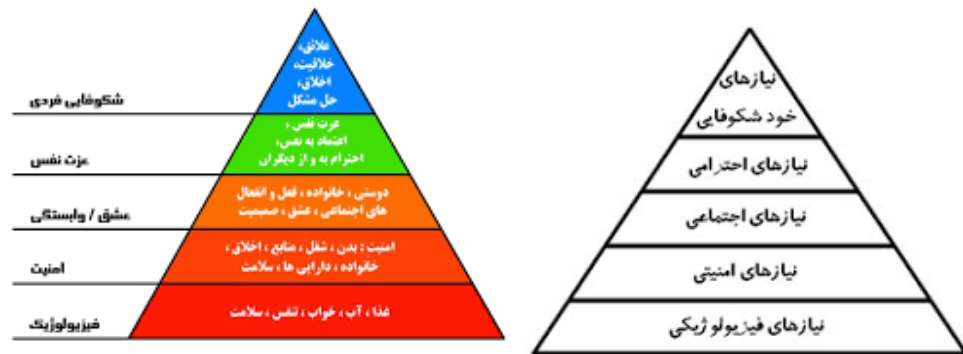 علائق،
خلاقیت،
اخلاق،
حل مشکل
شکوفایی فردی
عزت نفس،
اعتماد به نفس،
احترام به و از دیگران
عزت نفس
دوستی ، خانواده ، فعل و انفعال
های اجتماعی ، عشق ، صمیمیت
عشق / وابستگی
امنیت : بدن ، شغل ، منابع ، اخلاق ،
خانواده ، دارایی ها ، سلامت
امنیت
غذا ، آب ، خواب ، تنفس ، سلامت
فیزیولوژیک
نیازهای
خود شکوفایی
نیازهای احترامی
نیازهای اجتماعی
نیازهای امنیتی
نیازهای فیزیولوژیکی